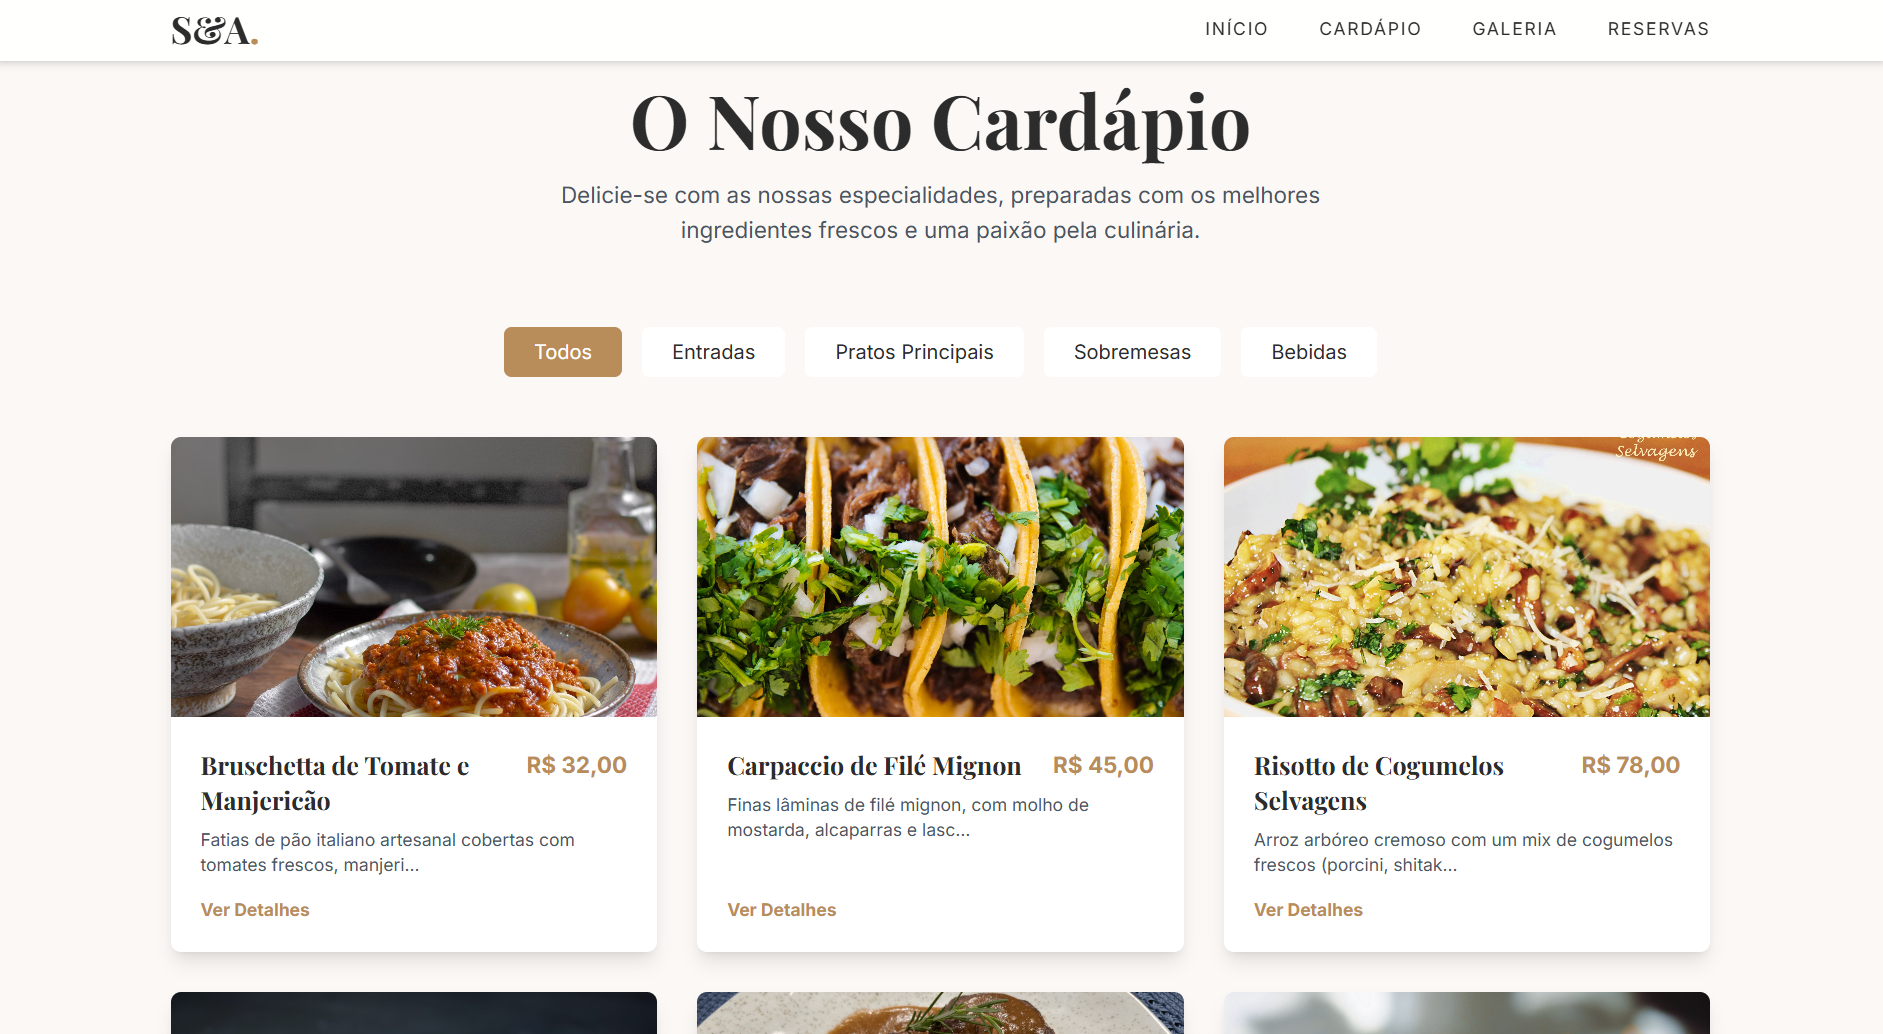 S&A.
INÍCIO
CARDÁPIO
GALERIA
RESERVAS
O Nosso Cardápio
Delicie-se com as nossas especialidades, preparadas com os melhores
ingredientes frescos e uma paixão pela culinária.
Todos
Entradas
Pratos Principais
Sobremesas
Bebidas
Selvagens
Bruschetta de Tomate e
Manjericão
R$ 32,00
Fatias de pão italiano artesanal cobertas com
tomates frescos, manjeri...
Ver Detalhes
Carpaccio de Filé Mignon
R$ 45,00
Finas lâminas de filé mignon, com molho de
mostarda, alcaparras e lasc...
Ver Detalhes
Risotto de Cogumelos
Selvagens
R$ 78,00
Arroz arbóreo cremoso com um mix de cogumelos
frescos (porcini, shitak...
Ver Detalhes